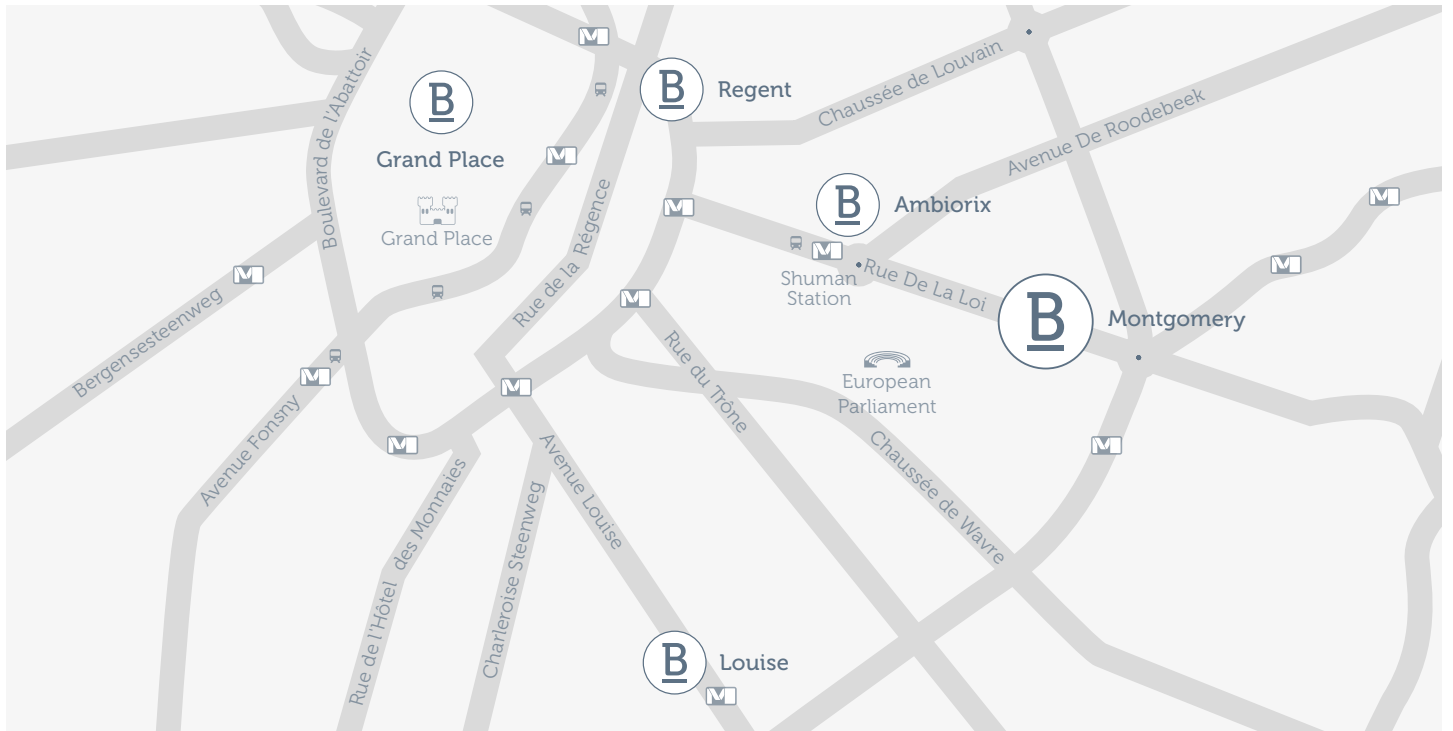 B
Regent
B
Grand Place
Grand Place
Boulevard de l'Abattoir
Rue de la Régence
Chaussée de Louvain
Avenue De Roodebeek
B
Ambiorix
Shuman
Station
Rue De La Loi
B
Montgomery
Bergensesteenweg
Avenue Fonsny
Rue du Trône
European
Parliament
Chaussée de Wavre
Rue de l'Hôtel des Monnaies
Charleroise Steenweg
Avenue Louise
B
Louise
M
M
M
M
M
M
M
M
M
M
M
M
M